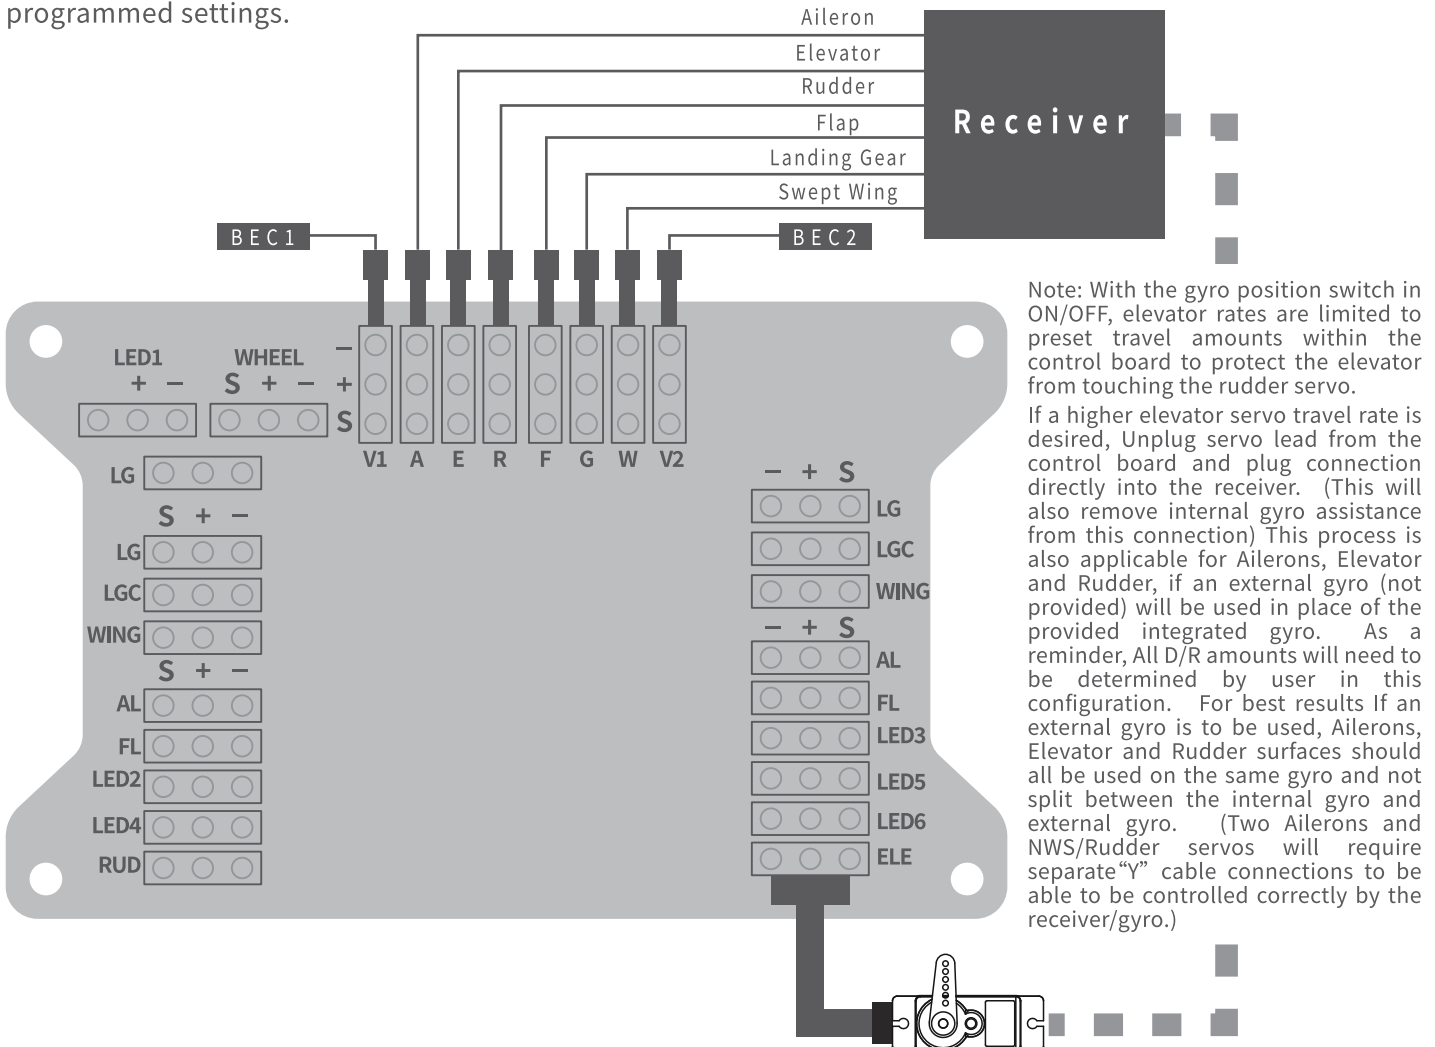 programmed settings.
Aileron
Elevator
Rudder
Flap
Landing Gear
Swept Wing
Receiver
BEC1
BEC2
LED1
+ −
WHEEL
S + −
−
+
S
V1 A E R F G W V2
LG
S + −
LG
LGC
WING
S + −
AL
FL
LED2
LED4
RUD
− + S
LG
LGC
WING
− + S
AL
FL
LED3
LED5
LED6
ELE
Note: With the gyro position switch in
ON/OFF, elevator rates are limited to
preset travel amounts within the
control board to protect the elevator
from touching the rudder servo.
If a higher elevator servo travel rate is
desired, Unplug servo lead from the
control board and plug connection
directly into the receiver. (This will
also remove internal gyro assistance
from this connection) This process is
also applicable for Ailerons, Elevator
and Rudder, if an external gyro (not
provided) will be used in place of the
provided integrated gyro. As a
reminder, All D/R amounts will need to
be determined by user in this
configuration. For best results If an
external gyro is to be used, Ailerons,
Elevator and Rudder surfaces should
all be used on the same gyro and not
split between the internal gyro and
external gyro. (Two Ailerons and
NWS/Rudder servos will require
separate“Y” cable connections to be
able to be controlled correctly by the
receiver/gyro.)